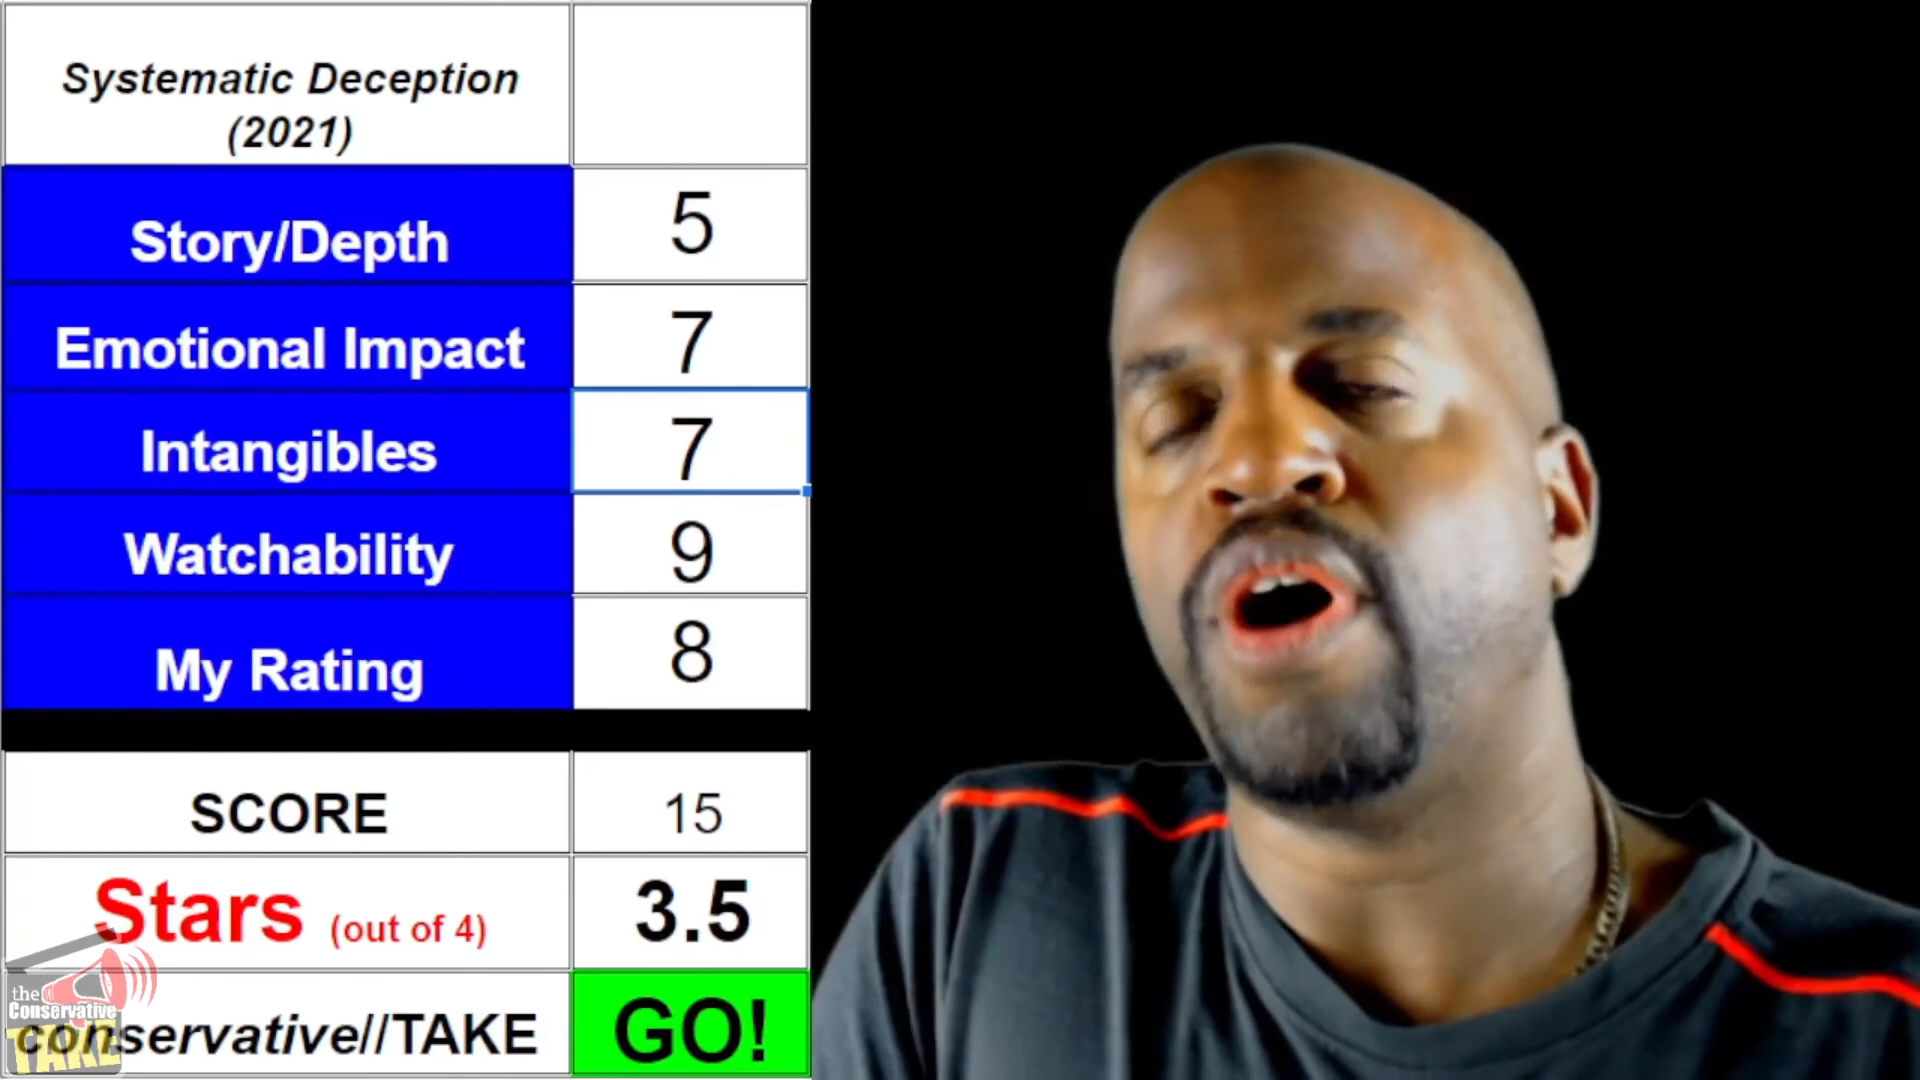 Systematic Deception
(2021)
Story/Depth 5
Emotional Impact 7
Intangibles 7
Watchability 9
My Rating 8
SCORE 15
Stars (out of 4) 3.5
conservative//TAKE GO!
the
Conservative
TAKE